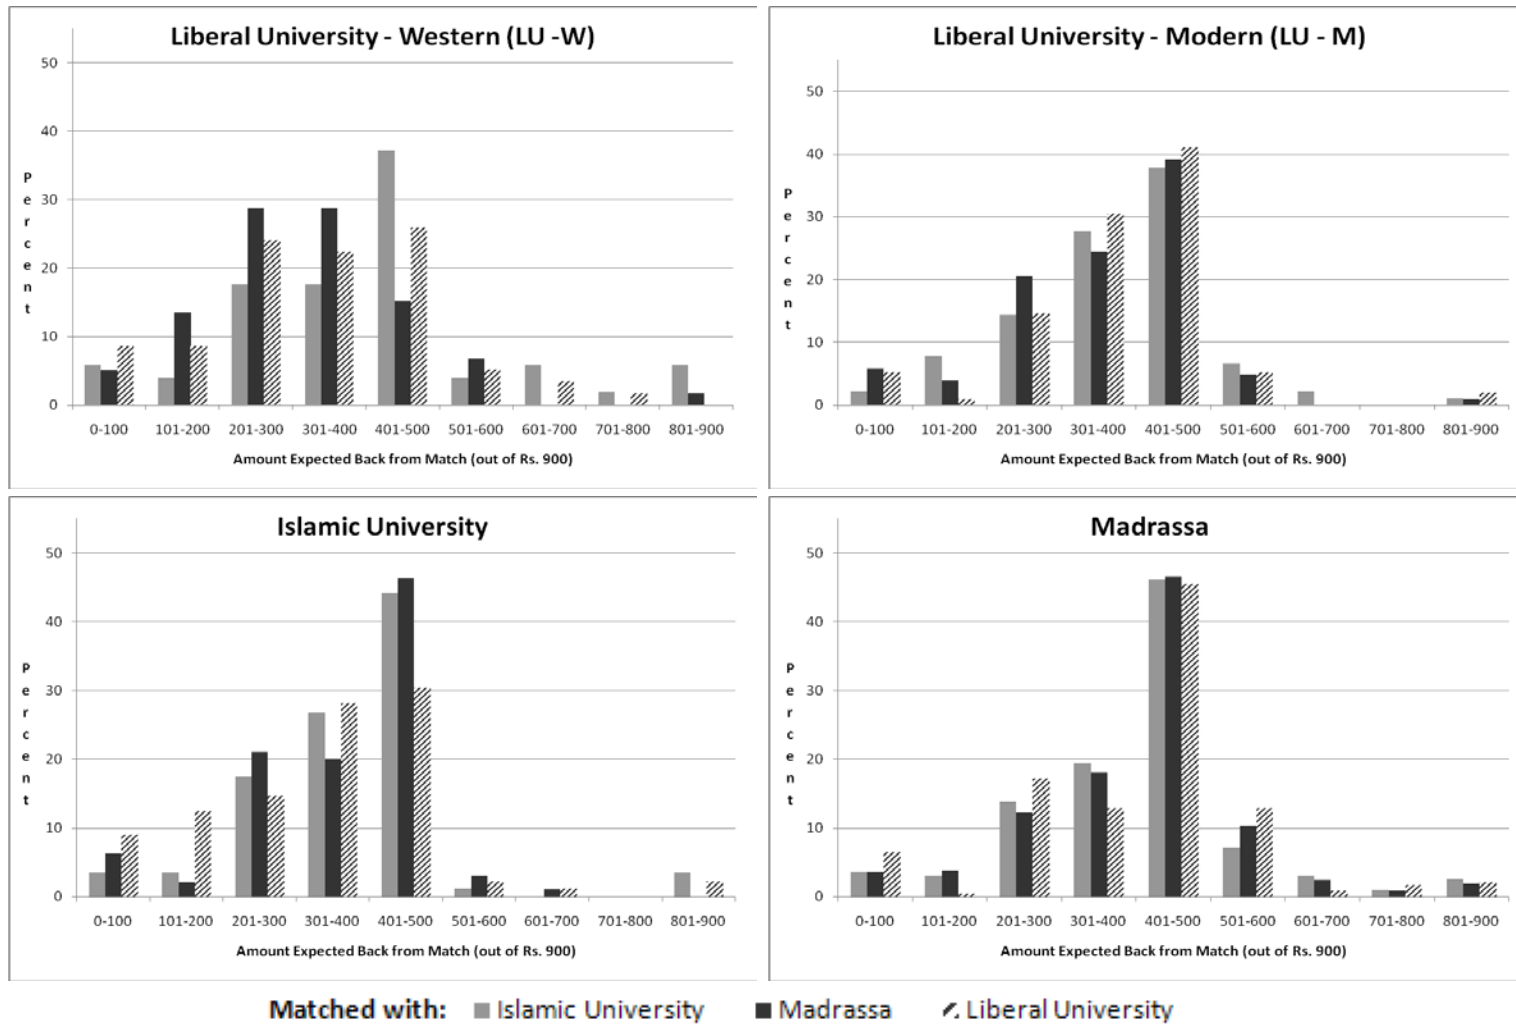 Liberal University - Western (LU -W)
50
40
30
20
10
0
Percent
0-100 101-200 201-300 301-400 401-500 501-600 601-700 701-800 801-900
Amount Expected Back from Match (out of Rs. 900)
Liberal University - Modern (LU - M)
50
40
30
20
10
0
Percent
0-100 101-200 201-300 301-400 401-500 501-600 601-700 701-800 801-900
Amount Expected Back from Match (out of Rs. 900)
Islamic University
50
40
30
20
10
0
Percent
0-100 101-200 201-300 301-400 401-500 501-600 601-700 701-800 801-900
Amount Expected Back from Match (out of Rs. 900)
Madrassa
50
40
30
20
10
0
Percent
0-100 101-200 201-300 301-400 401-500 501-600 601-700 701-800 801-900
Amount Expected Back from Match (out of Rs. 900)
Matched with: Islamic University Madrassa Liberal University